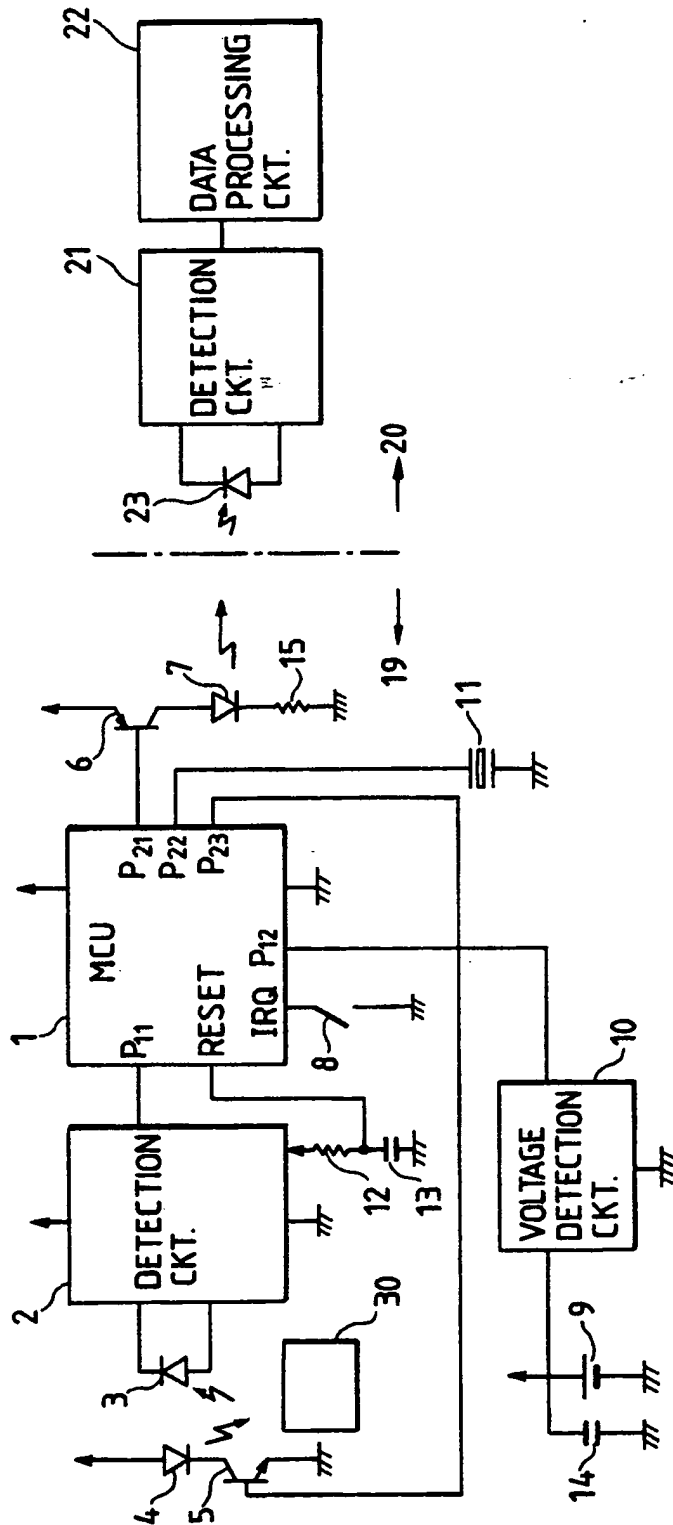 1
MCU
P11
RESET
IRQ
P12
P21
P22
P23
2
DETECTION
CKT.
3
4
5
6
7
8
9
10
VOLTAGE
DETECTION
CKT.
11
12
13
14
15
19
20
21
DETECTION
CKT.
22
DATA
PROCESSING
CKT.
23
30